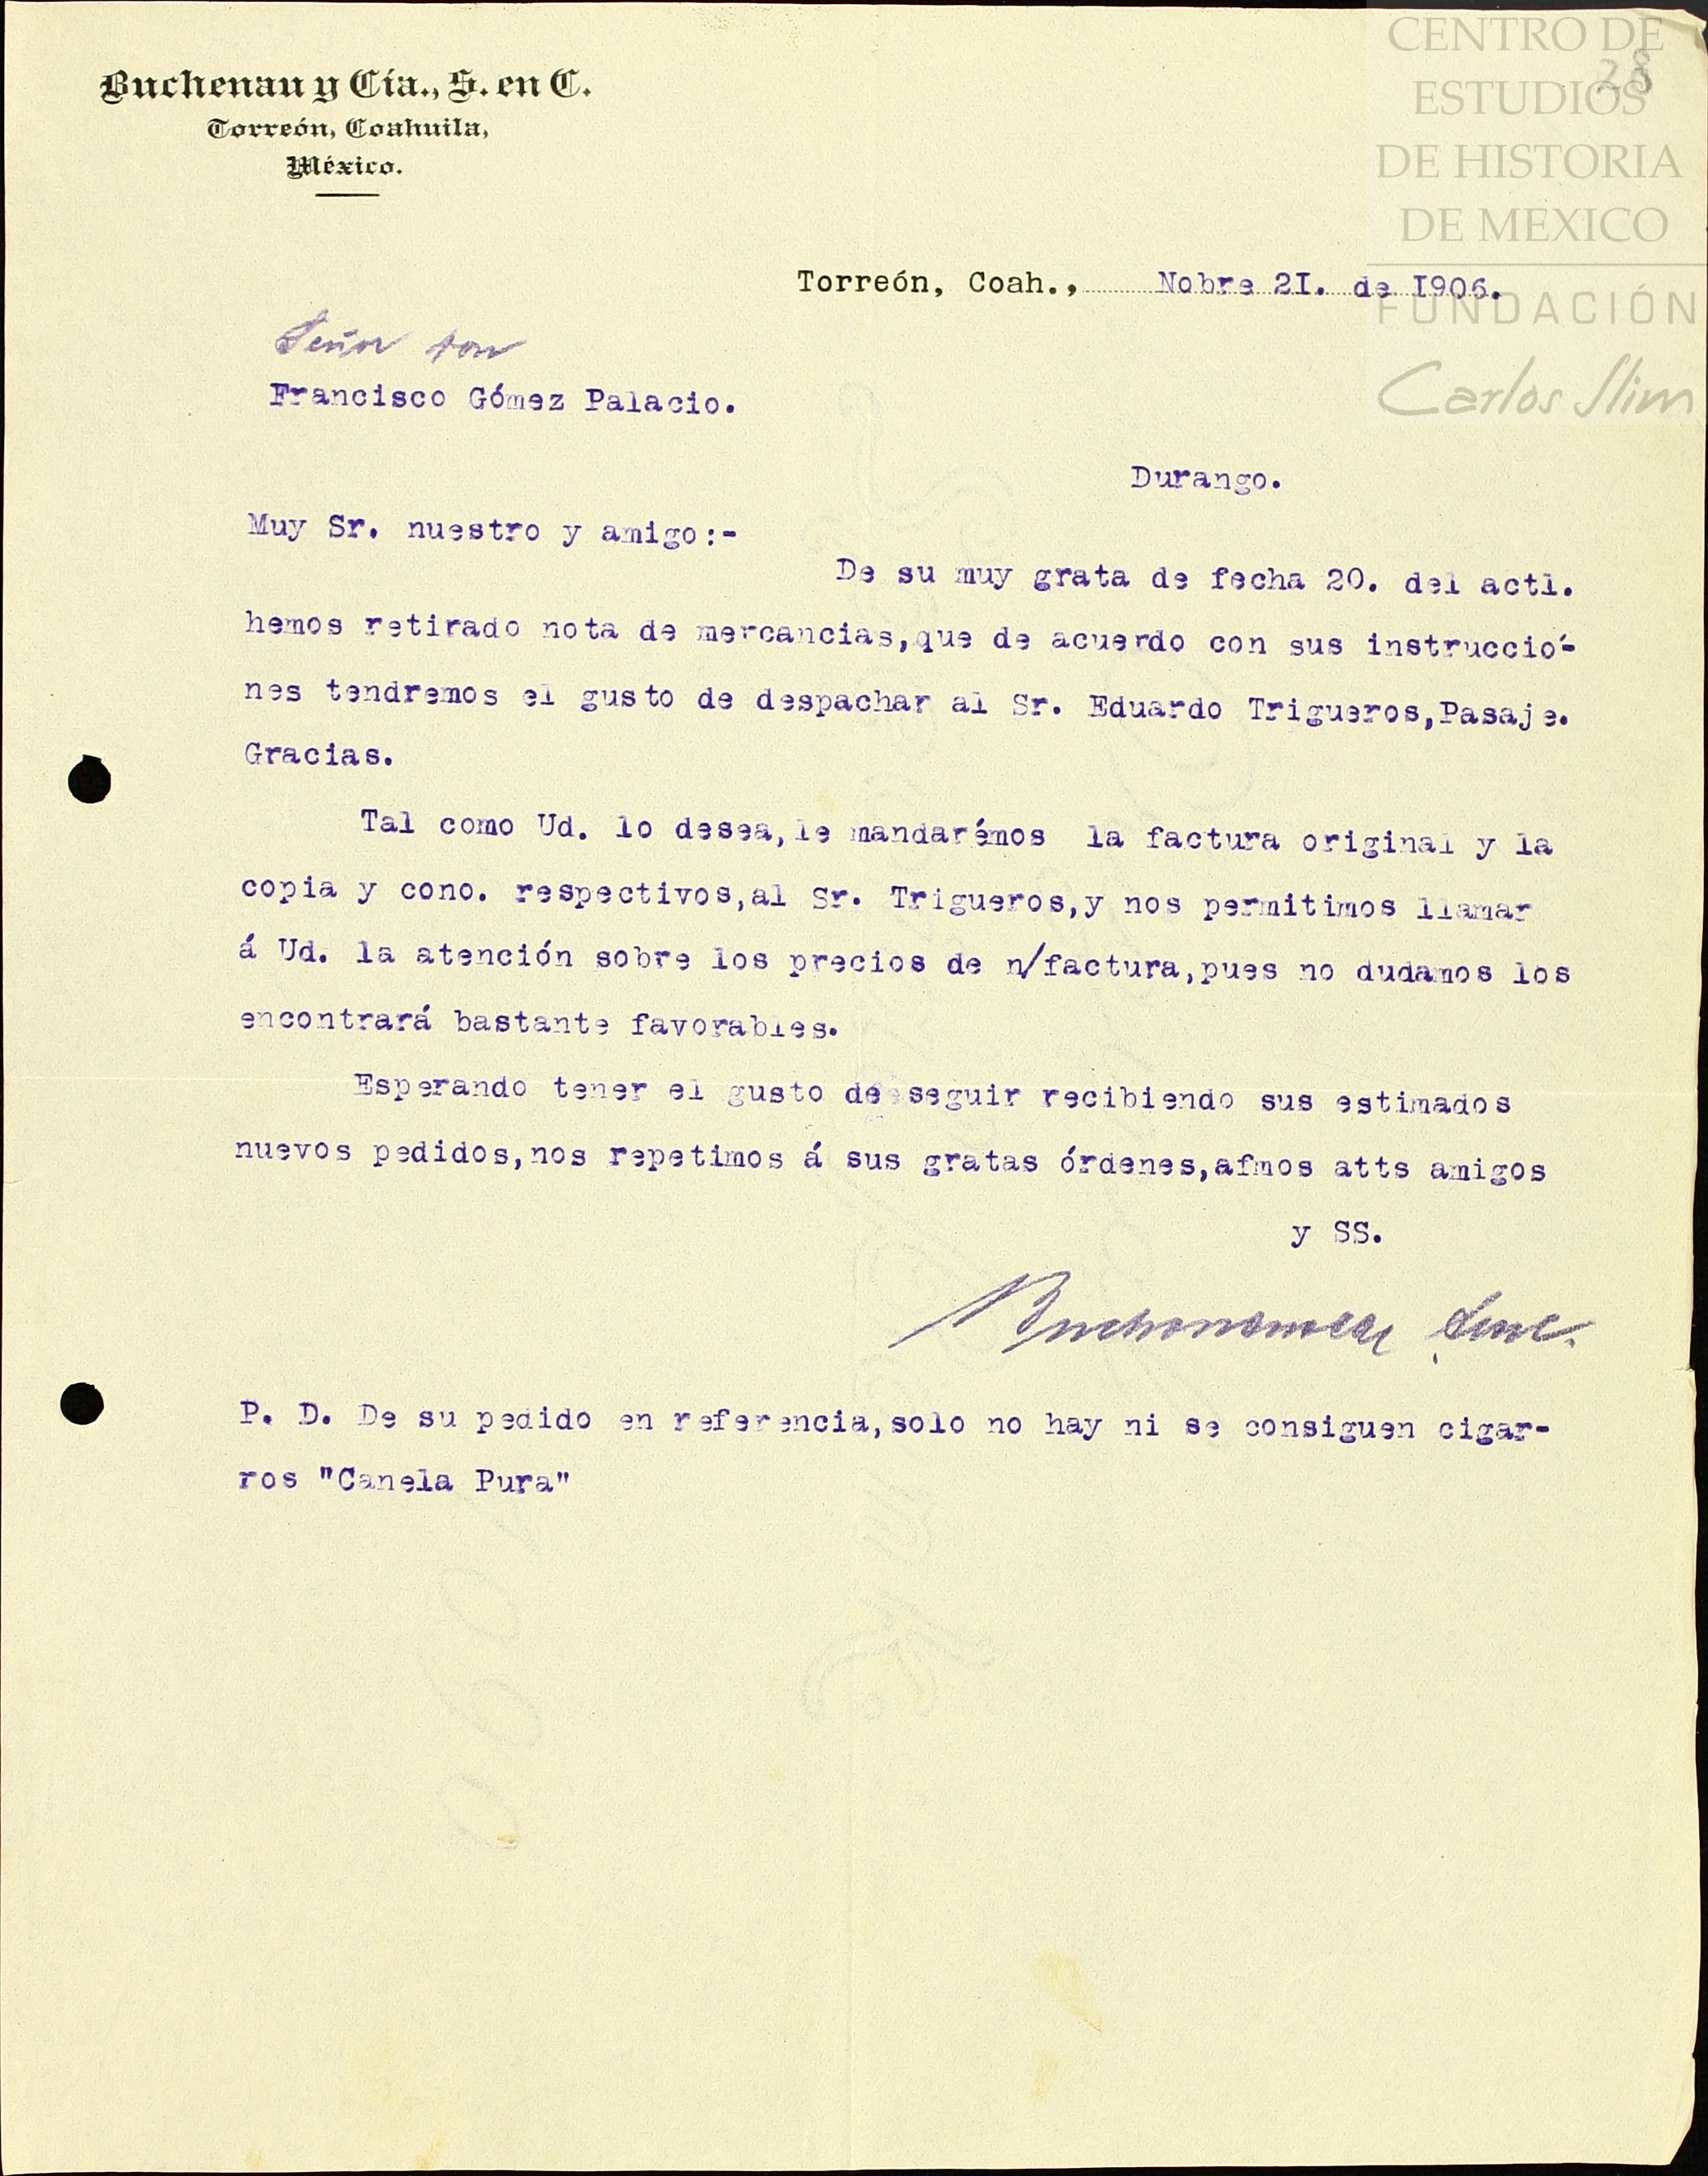 CENTRO DE
ESTUDIOS
DE HISTORIA
DE MEXICO
FUNDACIÓN
Carlos Slim
28
Buchenau y Cía., S. en C.
Torreón, Coahuila,
México.
Torreón, Coah., Nobre 2I. de I906.
Señor Don
Francisco Gómez Palacio.
Durango.
Muy Sr. nuestro y amigo:-
De su muy grata de fecha 20. del actl.
hemos retirado nota de mercancias,que de acuerdo con sus instrucció-
nes tendremos el gusto de despachar al Sr. Eduardo Trigueros,Pasaje.
Gracias.
Tal como Ud. lo desea,le mandarémos la factura original y la
copia y cono. respectivos,al Sr. Trigueros,y nos permitimos llamar
á Ud. la atención sobre los precios de n/factura,pues no dudamos los
encontrará bastante favorables.
Esperando tener el gusto de seguir recibiendo sus estimados
nuevos pedidos,nos repetimos á sus gratas órdenes,afmos atts amigos
y SS.
P. D. De su pedido en referencia,solo no hay ni se consiguen cigar-
ros "Canela Pura"